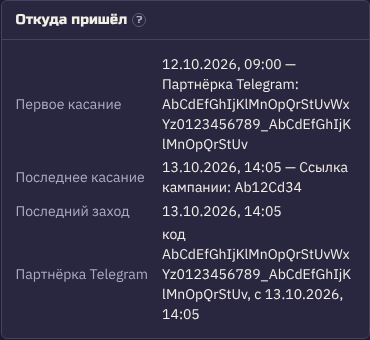 Откуда пришёл ?
Первое касание
12.10.2026, 09:00 —
Партнёрка Telegram:
AbCdEfGhIjKlMnOpQrStUvWx
Yz0123456789_AbCdEfGhIjK
lMnOpQrStUv
Последнее касание
13.10.2026, 14:05 — Ссылка
кампании: Ab12Cd34
Последний заход
13.10.2026, 14:05
Партнёрка Telegram
код
AbCdEfGhIjKlMnOpQrStUvWx
Yz0123456789_AbCdEfGhIjK
lMnOpQrStUv, с 13.10.2026,
14:05